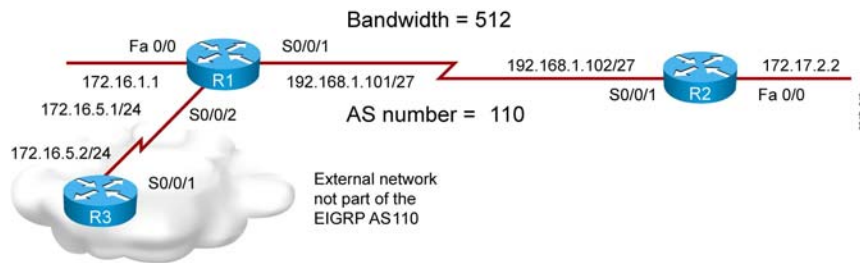 Bandwidth = 512
Fa 0/0
S0/0/1
172.16.1.1
R1
192.168.1.101/27
192.168.1.102/27
172.17.2.2
S0/0/1
R2
Fa 0/0
172.16.5.1/24
S0/0/2
AS number = 110
172.16.5.2/24
S0/0/1
R3
External network
not part of the
EIGRP AS110